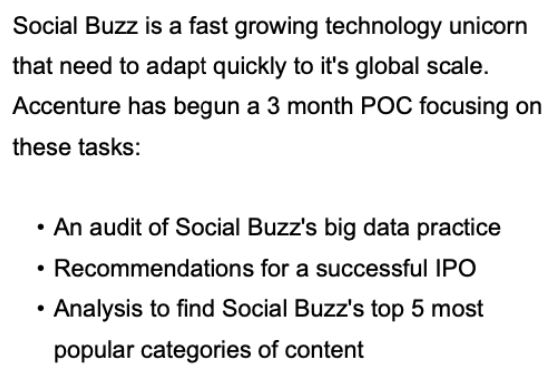 Social Buzz is a fast growing technology unicorn
that need to adapt quickly to it's global scale.
Accenture has begun a 3 month POC focusing on
these tasks:
• An audit of Social Buzz's big data practice
• Recommendations for a successful IPO
• Analysis to find Social Buzz's top 5 most
popular categories of content